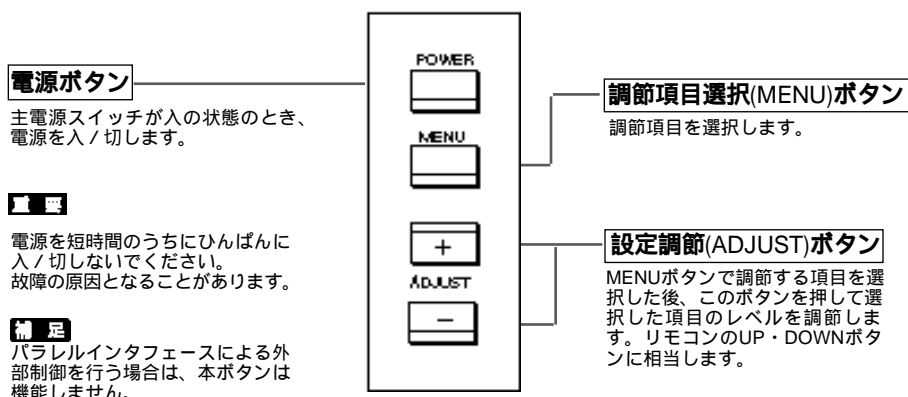 電源ボタン
主電源スイッチが入の状態のとき、
電源を入／切します。
重 要
電源を短時間のうちにひんぱんに
入／切しないでください。
故障の原因となることがあります。
補 足
パラレルインタフェースによる外
部制御を行う場合は、本ボタンは
機能しません。
POWER
MENU
+
ADJUST
−
調節項目選択(MENU)ボタン
調節項目を選択します。
設定調節(ADJUST)ボタン
MENUボタンで調節する項目を選
択した後、このボタンを押して選
択した項目のレベルを調節しま
す。リモコンのUP・DOWNボタ
ンに相当します。